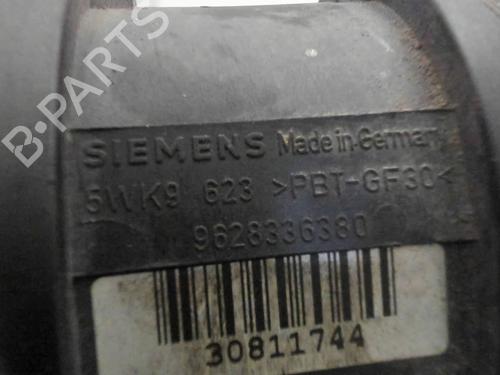 SIEMENS Made in Germany
5WK9 623 >PBT-GF30<
9628336380
30811744
B-PARTS